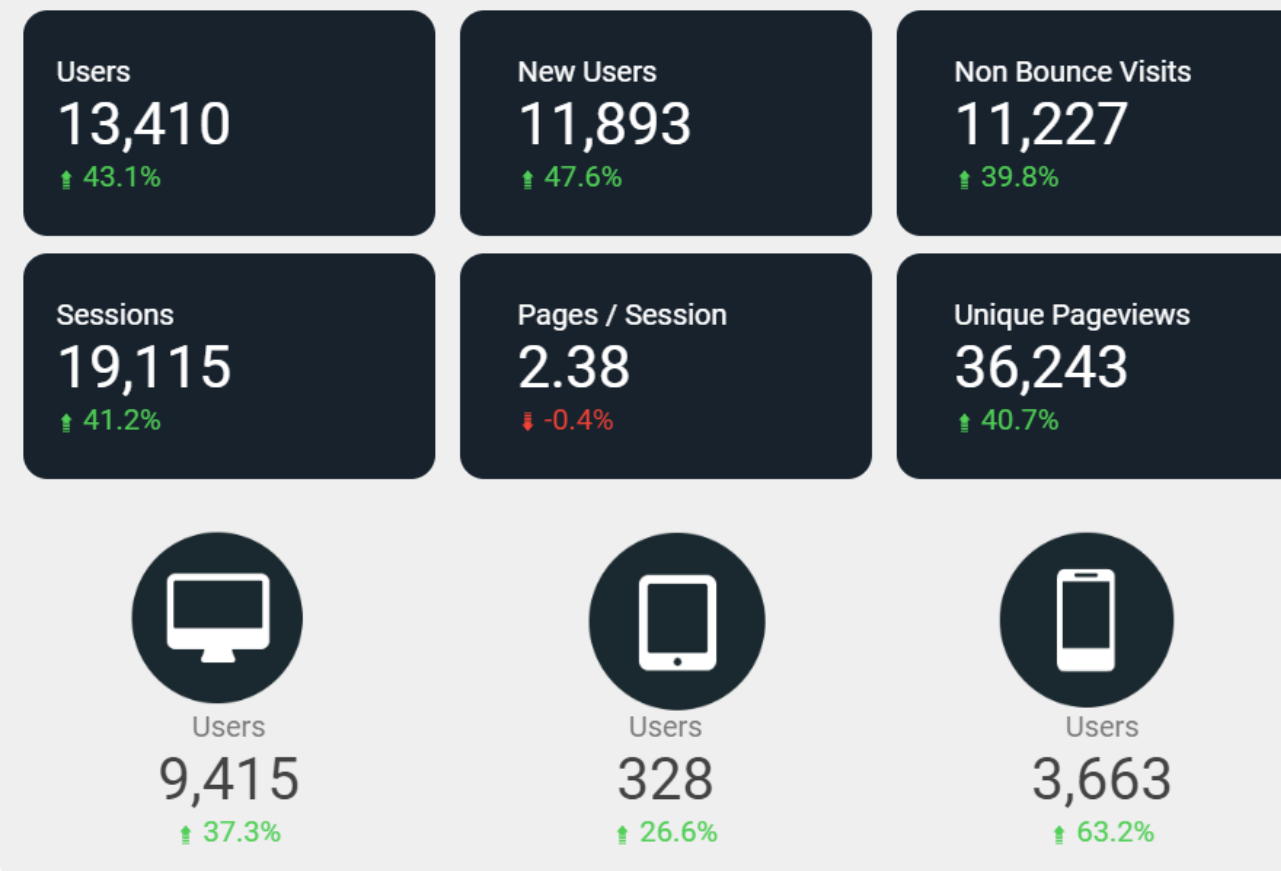 Users
13,410
43.1%
New Users
11,893
47.6%
Non Bounce Visits
11,227
39.8%
Sessions
19,115
41.2%
Pages / Session
2.38
-0.4%
Unique Pageviews
36,243
40.7%
Users
9,415
37.3%
Users
328
26.6%
Users
3,663
63.2%